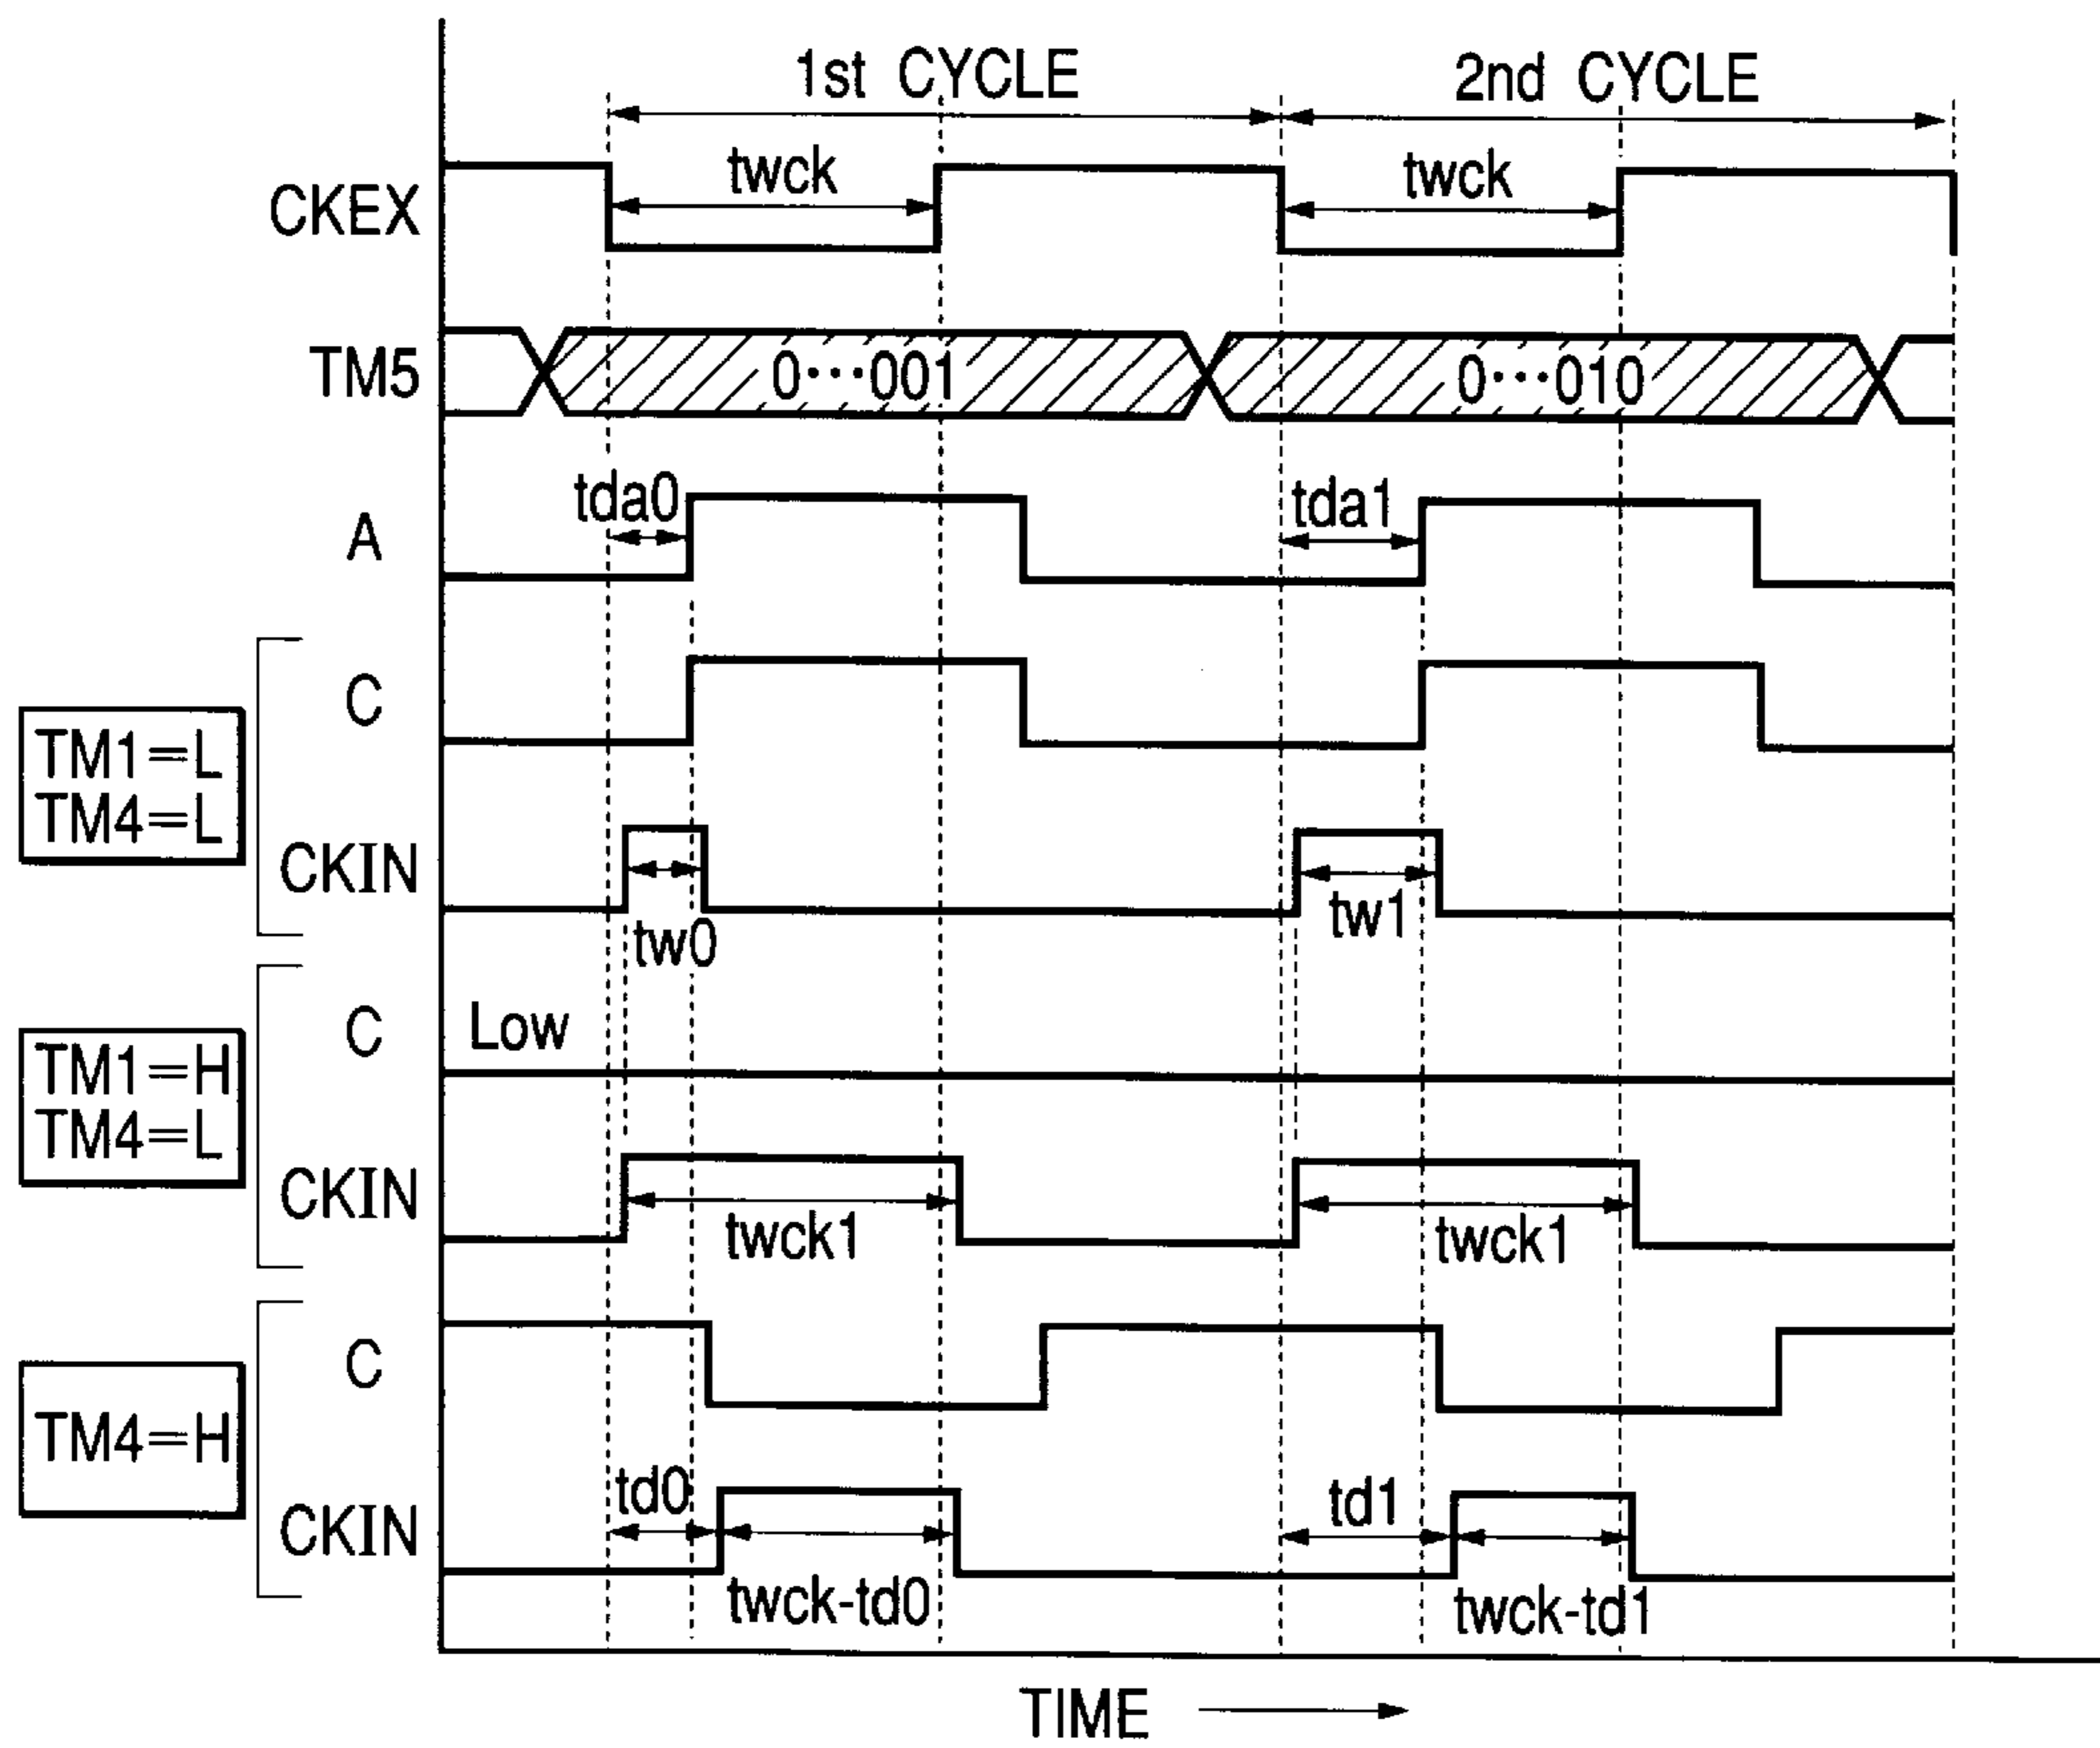 1st CYCLE
2nd CYCLE
CKEX
twck
twck
TM5
0···001
0···010
A
tda0
tda1
TM1=L
TM4=L
C
CKIN
tw0
tw1
TM1=H
TM4=L
C
Low
CKIN
twck1
twck1
TM4=H
C
CKIN
td0
twck-td0
td1
twck-td1
TIME